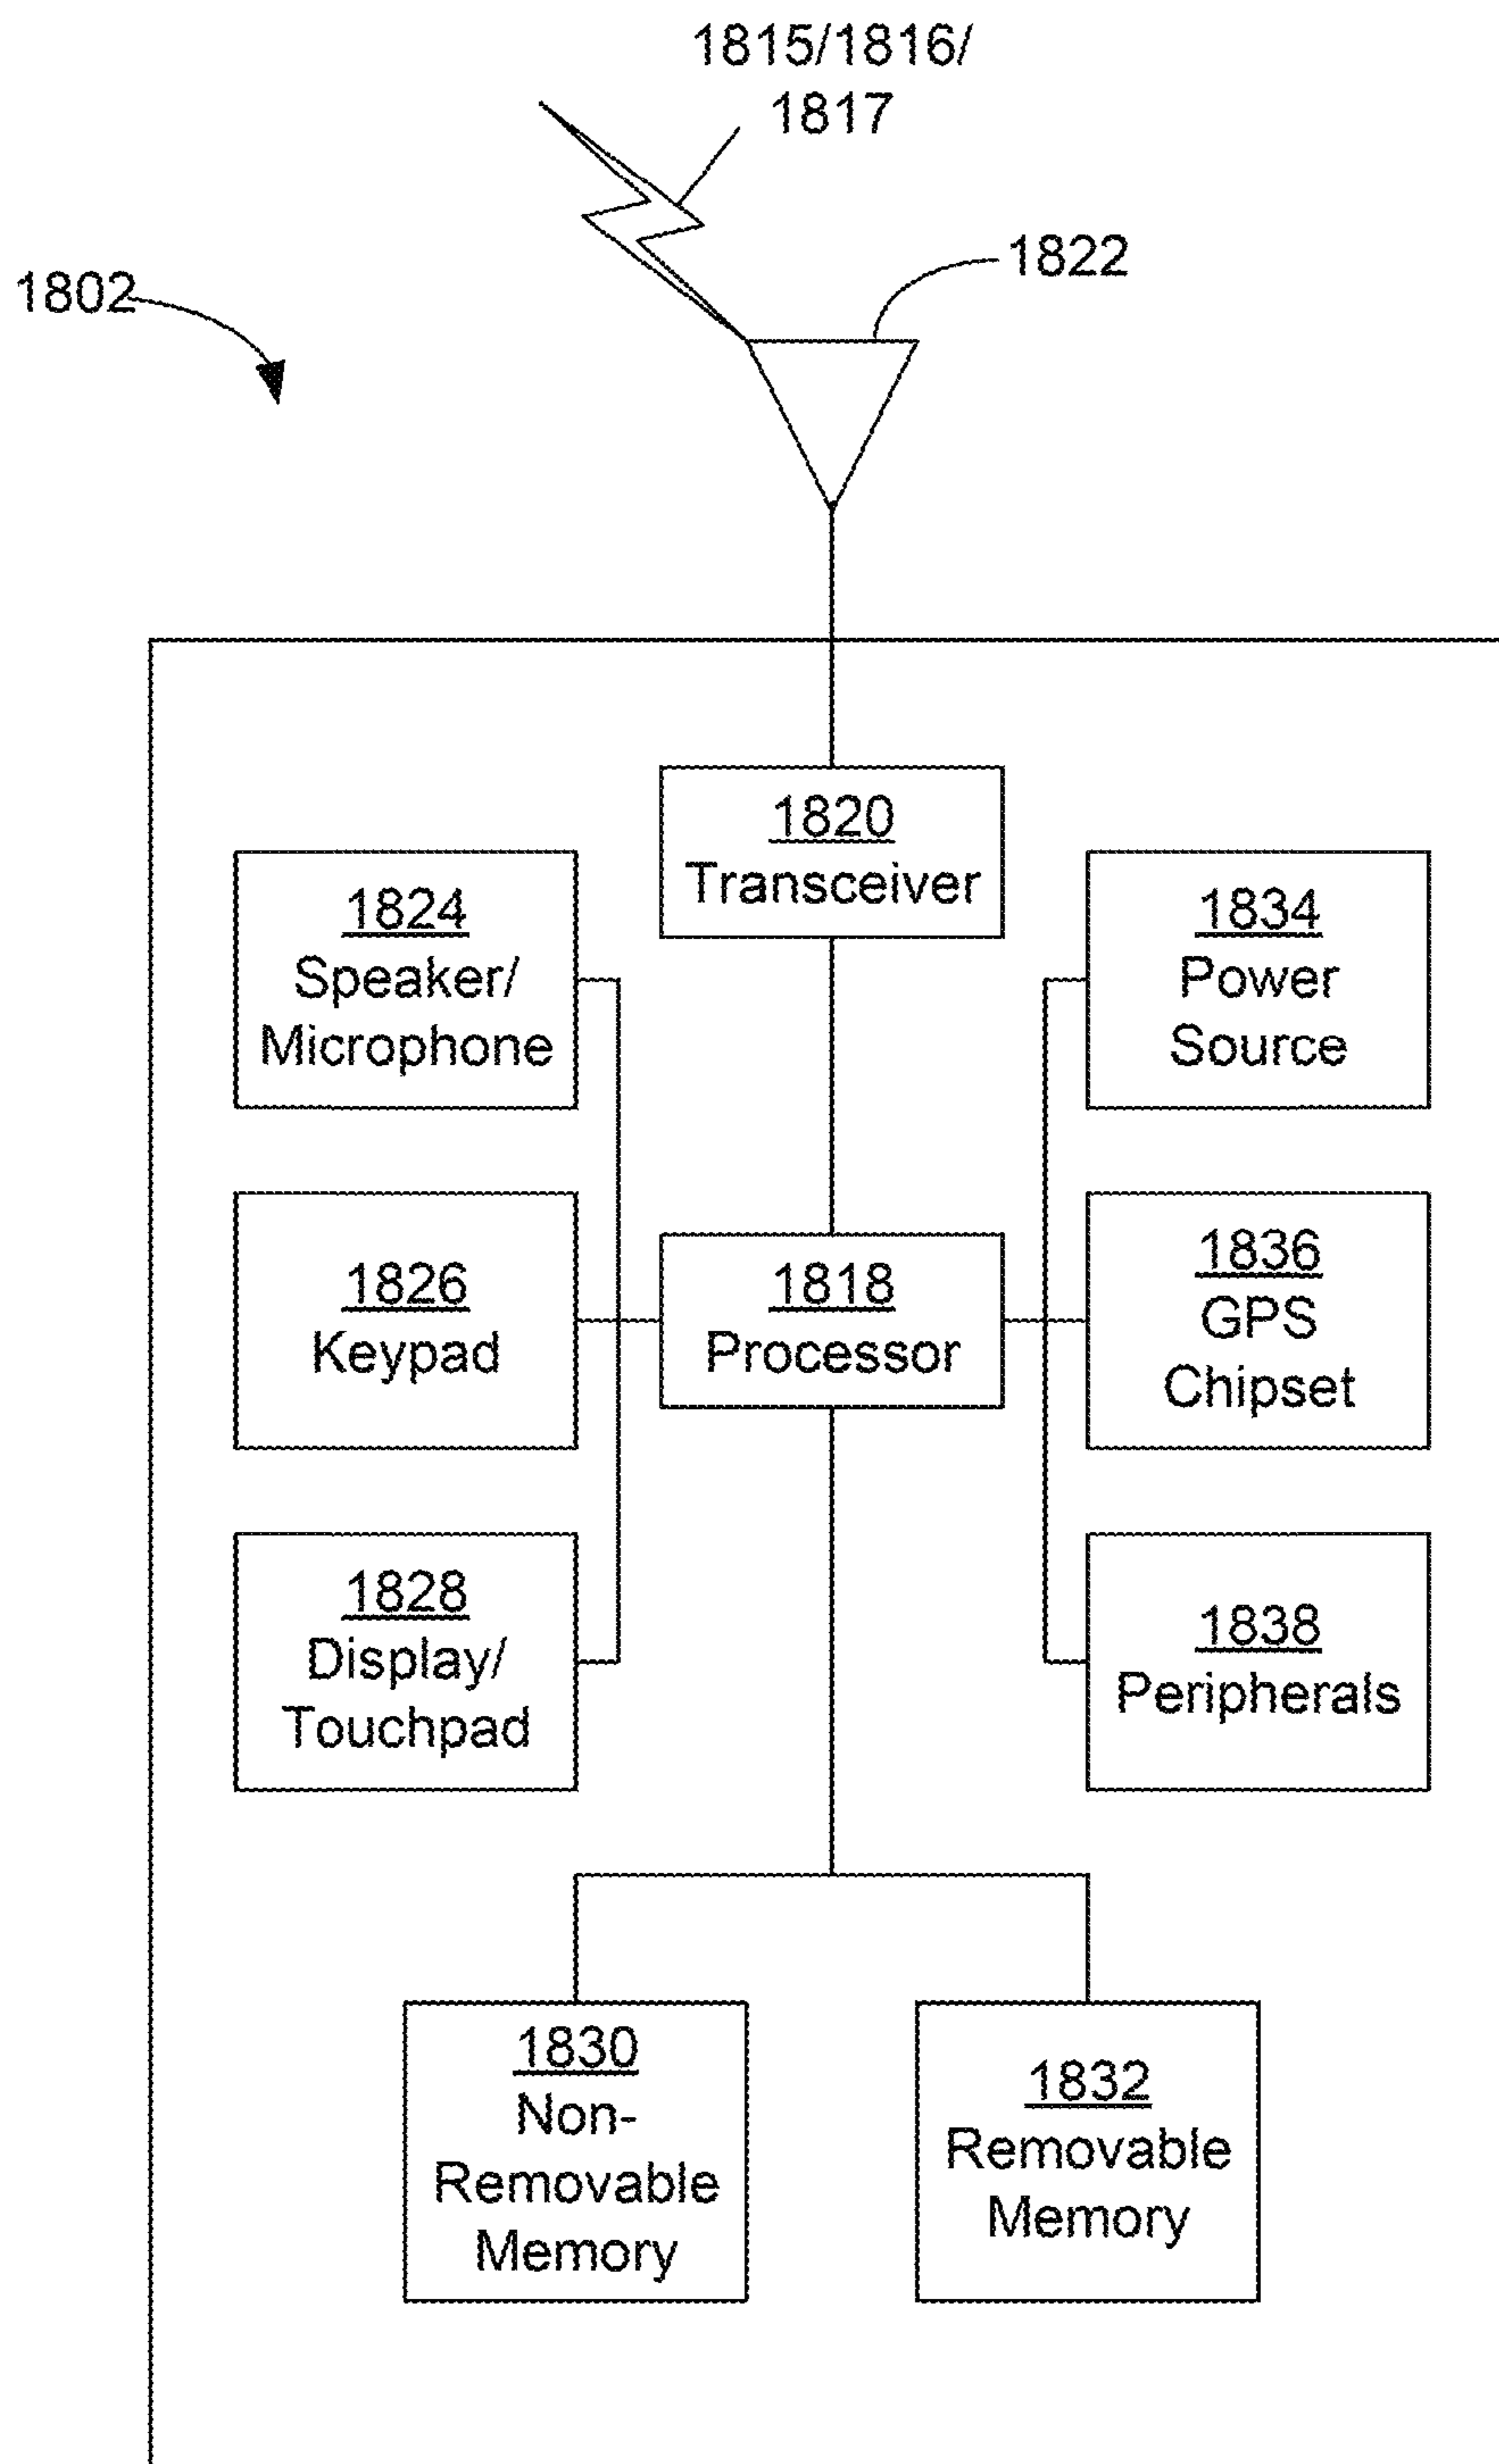 1815/1816/
1817
1822
1802
1820
Transceiver
1824
Speaker/
Microphone
1834
Power
Source
1826
Keypad
1818
Processor
1836
GPS
Chipset
1828
Display/
Touchpad
1838
Peripherals
1830
Non-
Removable
Memory
1832
Removable
Memory